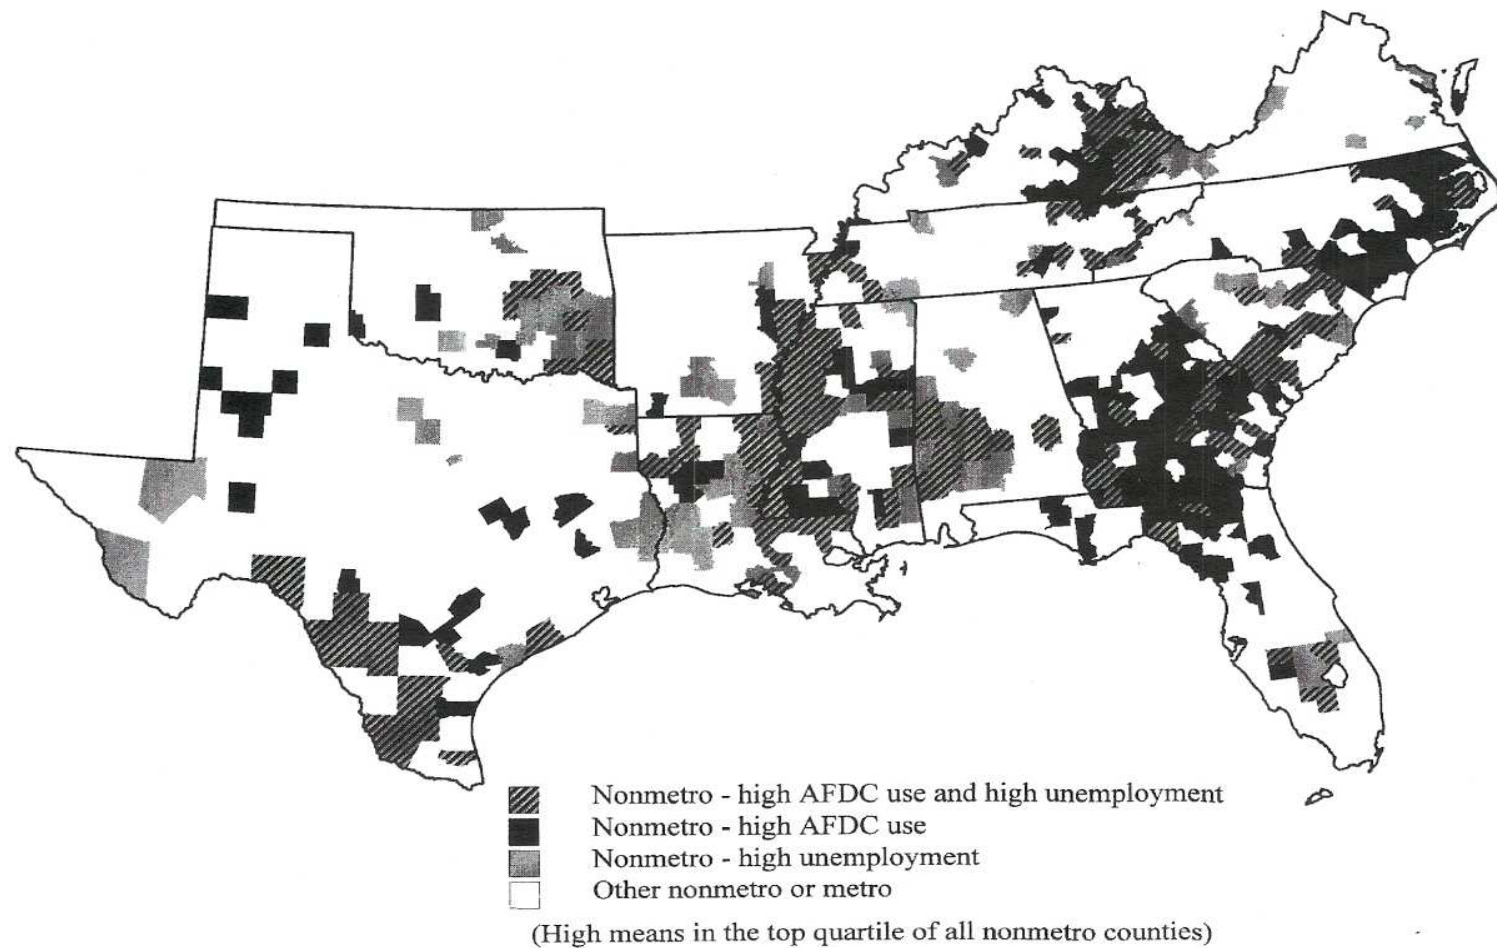 Nonmetro - high AFDC use and high unemployment
Nonmetro - high AFDC use
Nonmetro - high unemployment
Other nonmetro or metro
(High means in the top quartile of all nonmetro counties)